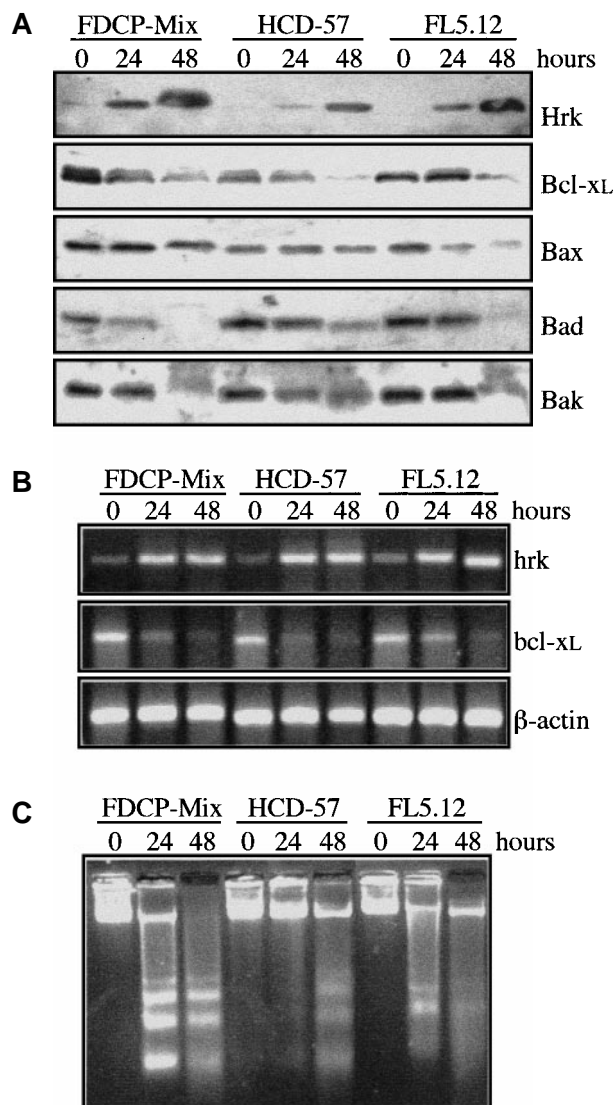 A
FDCP-Mix HCD-57 FL5.12
0 24 48 0 24 48 0 24 48 hours
Hrk
Bcl-xL
Bax
Bad
Bak
B
FDCP-Mix HCD-57 FL5.12
0 24 48 0 24 48 0 24 48 hours
hrk
bcl-xL
β-actin
C
FDCP-Mix HCD-57 FL5.12
0 24 48 0 24 48 0 24 48 hours